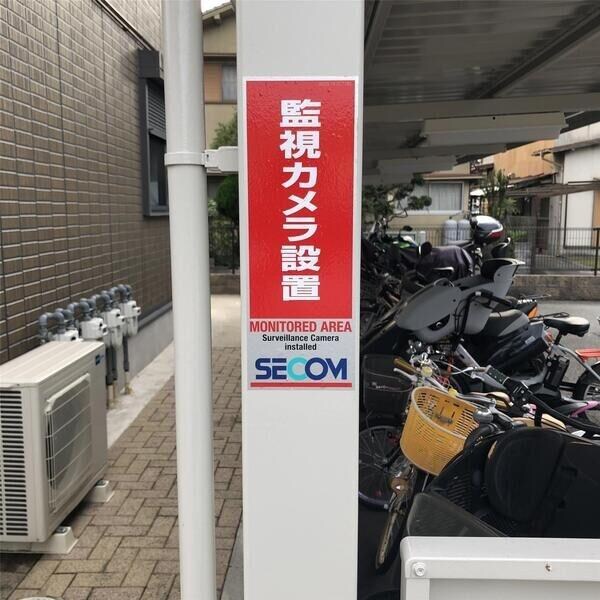 監視カメラ設置
MONITORED AREA
Surveillance Camera
installed
SECOM